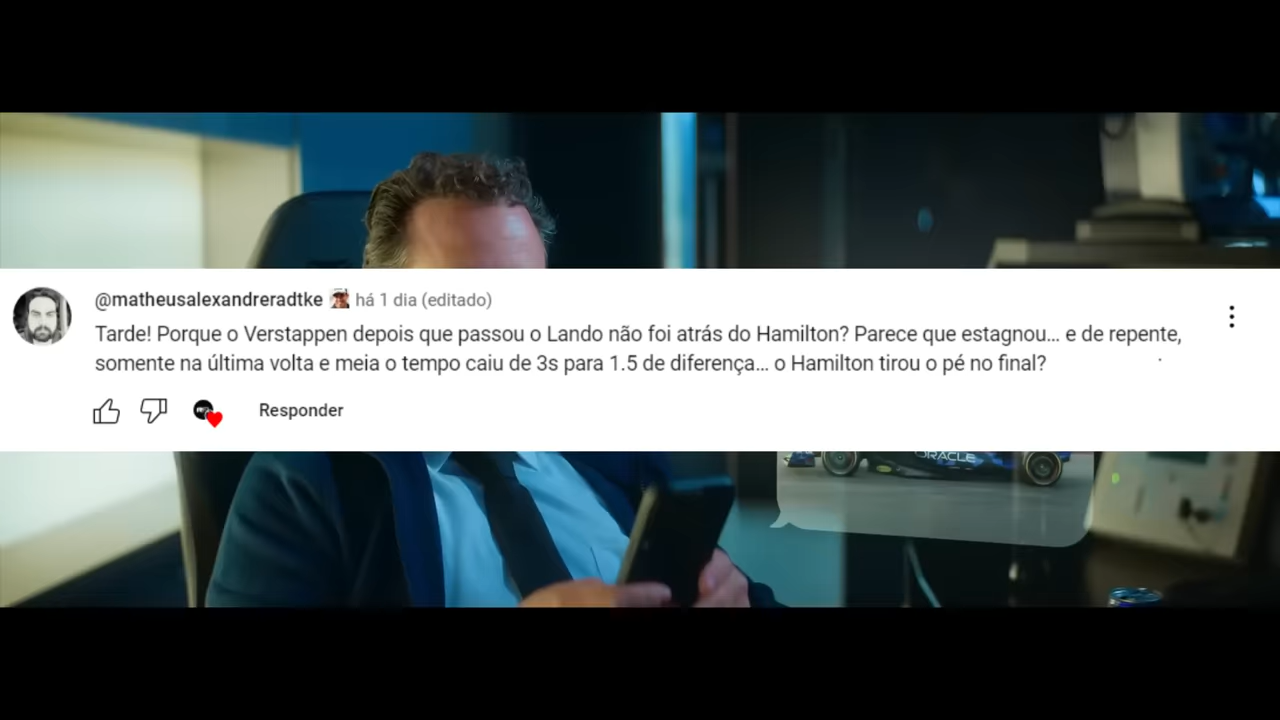 @matheusalexandreradtke há 1 dia (editado)
Tarde! Porque o Verstappen depois que passou o Lando não foi atrás do Hamilton? Parece que estagnou... e de repente,
somente na última volta e meia o tempo caiu de 3s para 1.5 de diferença... o Hamilton tirou o pé no final?
Responder
ORACLE